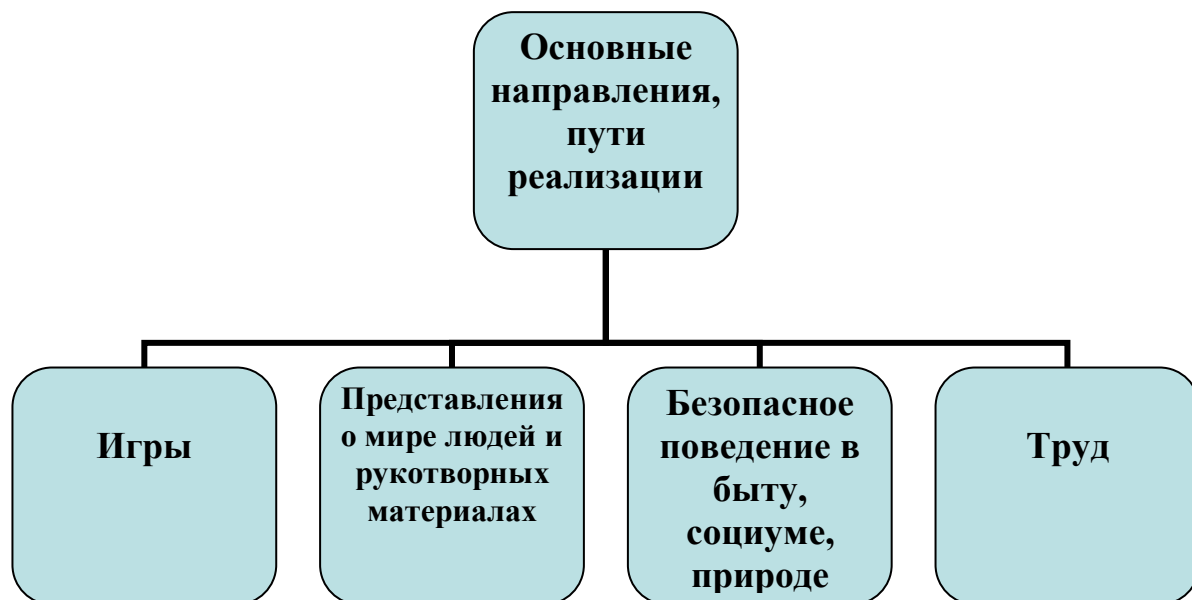 Основные
направления,
пути
реализации
Игры
Представления
о мире людей и
рукотворных
материалах
Безопасное
поведение в
быту,
социуме,
природе
Труд